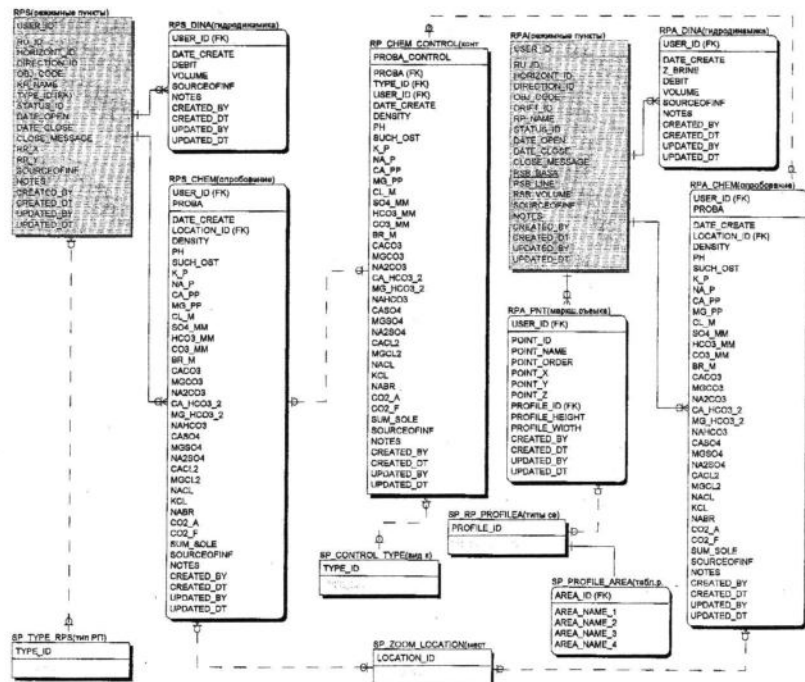 RPS(режимные пункты)
USER_ID
RU_ID
HORIZONT_ID
DIRECTION_ID
OBJ_CODE
RP_NAME
TYPE_ID (FK)
STATUS_ID
DATE_OPEN
DATE_CLOSE
CLOSE_MESSAGE
RP_X
RP_Y
SOURCEOFINF
NOTES
CREATED_BY
CREATED_DT
UPDATED_BY
UPDATED_DT
RPS_DINA(гидродинамика)
USER_ID (FK)
DATE_CREATE
DEBIT
VOLUME
SOURCEOFINF
NOTES
CREATED_BY
CREATED_DT
UPDATED_BY
UPDATED_DT
RPS_CHEM(опробование)
USER_ID (FK)
PROBA
DATE_CREATE
LOCATION_ID (FK)
DENSITY
PH
SUCH_OST
K_P
NA_P
CA_PP
MG_PP
CL_M
SO4_MM
HCO3_MM
CO3_MM
BR_M
CACO3
MGCO3
NA2CO3
CA_HCO3_2
MG_HCO3_2
NAHCO3
CASO4
MGSO4
NA2SO4
CACL2
MGCL2
NACL
KCL
NABR
CO2_A
CO2_F
SUM_SOLE
SOURCEOFINF
NOTES
CREATED_BY
CREATED_DT
UPDATED_BY
UPDATED_DT
RP_CHEM_CONTROL(конт
PROBA_CONTROL
PROBA (FK)
TYPE_ID (FK)
USER_ID (FK)
DATE_CREATE
DENSITY
PH
SUCH_OST
K_P
NA_P
CA_PP
MG_PP
CL_M
SO4_MM
HCO3_MM
CO3_MM
BR_M
CACO3
MGCO3
NA2CO3
CA_HCO3_2
MG_HCO3_2
NAHCO3
CASO4
MGSO4
NA2SO4
CACL2
MGCL2
NACL
KCL
NABR
CO2_A
CO2_F
SUM_SOLE
SOURCEOFINF
NOTES
CREATED_BY
CREATED_DT
UPDATED_BY
UPDATED_DT
RPA(режимные пункты)
USER_ID
RU_ID
HORIZONT_ID
DIRECTION_ID
OBJ_CODE
DRIFT_ID
RP_NAME
STATUS_ID
DATE_OPEN
DATE_CLOSE
CLOSE_MESSAGE
RSB_BASA
RSB_LINE
RSB_VOLUME
SOURCEOFINF
NOTES
CREATED_BY
CREATED_DT
UPDATED_BY
UPDATED_DT
RPA_DINA(гидродинамика)
USER_ID (FK)
DATE_CREATE
Z_BRINE
DEBIT
VOLUME
SOURCEOFINF
NOTES
CREATED_BY
CREATED_DT
UPDATED_BY
UPDATED_DT
RPA_CHEM(опробование)
USER_ID (FK)
PROBA
DATE_CREATE
LOCATION_ID (FK)
DENSITY
PH
SUCH_OST
K_P
NA_P
CA_PP
MG_PP
CL_M
SO4_MM
HCO3_MM
CO3_MM
BR_M
CACO3
MGCO3
NA2CO3
CA_HCO3_2
MG_HCO3_2
NAHCO3
CASO4
MGSO4
NA2SO4
CACL2
MGCL2
NACL
KCL
NABR
CO2_A
CO2_F
SUM_SOLE
SOURCEOFINF
NOTES
CREATED_BY
CREATED_DT
UPDATED_BY
UPDATED_DT
RPA_PNT(маркш.съемка)
USER_ID (FK)
POINT_ID
POINT_NAME
POINT_ORDER
POINT_X
POINT_Y
POINT_Z
PROFILE_ID (FK)
PROFILE_HEIGHT
PROFILE_WIDTH
CREATED_BY
CREATED_DT
UPDATED_BY
UPDATED_DT
SP_RP_PROFILEA(типы се
PROFILE_ID
SP_CONTROL_TYPE(вид к)
TYPE_ID
SP_PROFILE_AREA(табл.р.
AREA_ID (FK)
AREA_NAME_1
AREA_NAME_2
AREA_NAME_3
AREA_NAME_4
SP_TYPE_RPS(тип РП)
TYPE_ID
SP_ZOOM_LOCATION(мест
LOCATION_ID